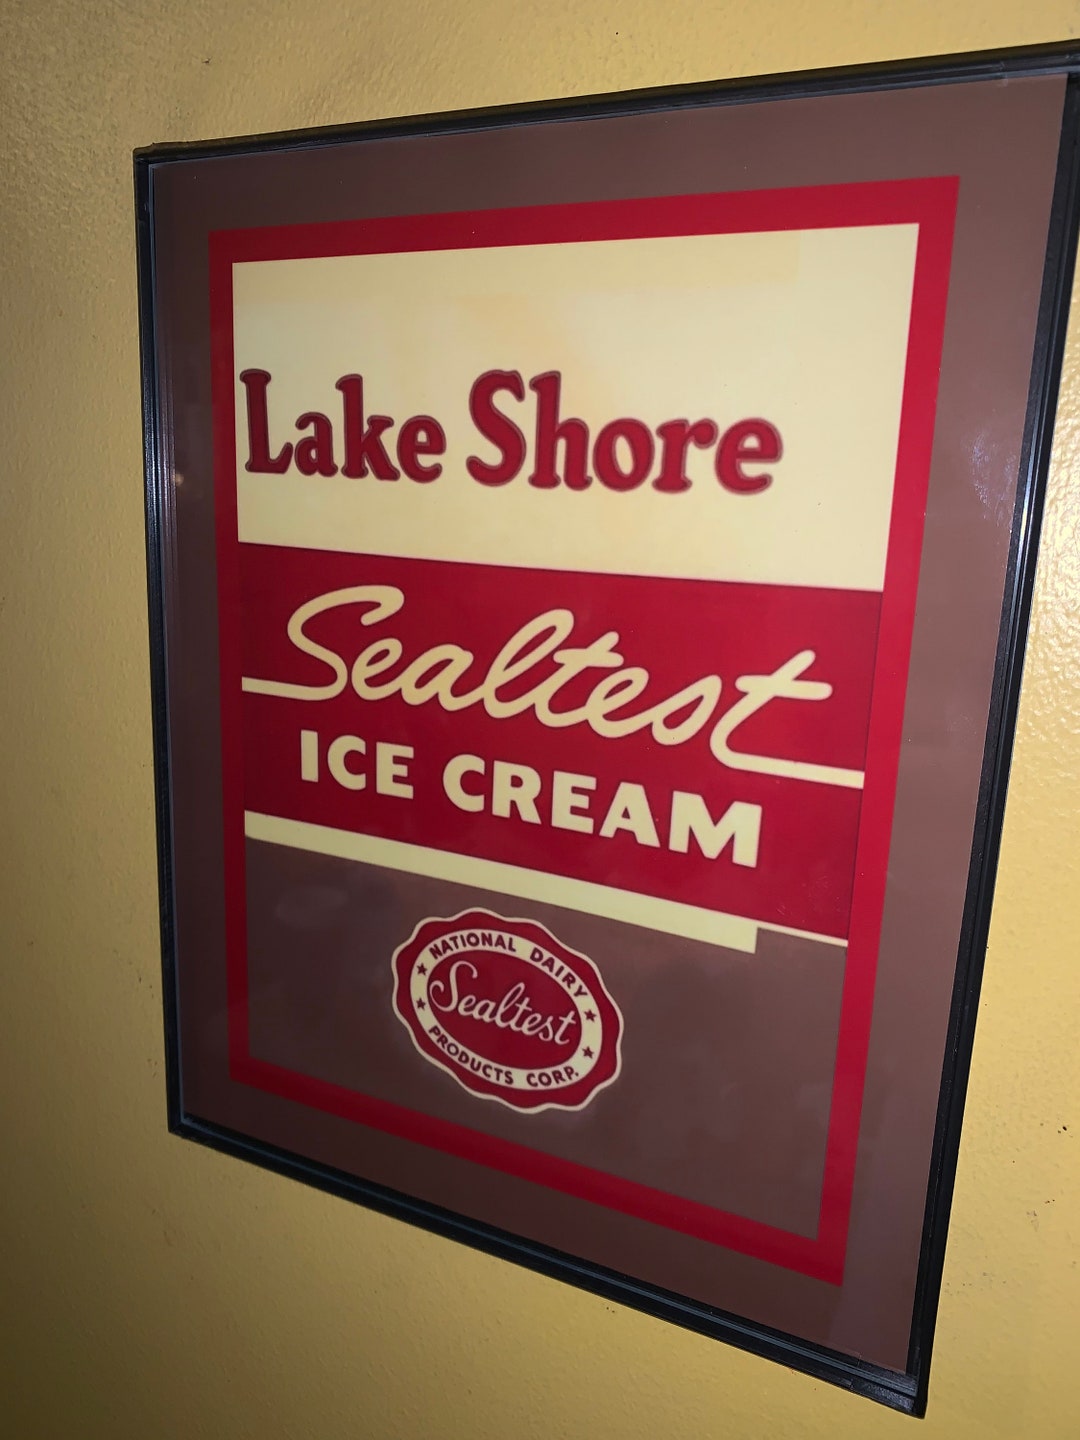 Lake Shore
Sealtest
ICE CREAM
NATIONAL DAIRY
Sealtest
PRODUCTS CORP.